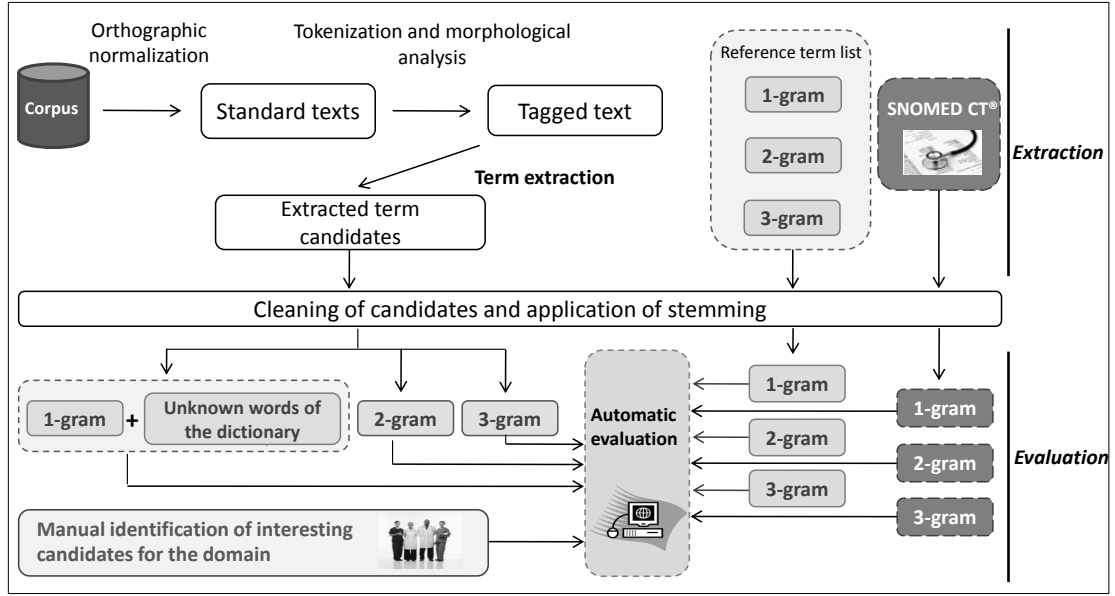 Orthographic
normalization
Tokenization and morphological
analysis
Corpus
Standard texts
Tagged text
Term extraction
Extracted term
candidates
Reference term list
1-gram
2-gram
3-gram
SNOMED CT®
Extraction
Cleaning of candidates and application of stemming
1-gram
+
Unknown words of
the dictionary
2-gram
3-gram
Automatic
evaluation
1-gram
2-gram
3-gram
1-gram
2-gram
3-gram
Evaluation
Manual identification of interesting
candidates for the domain